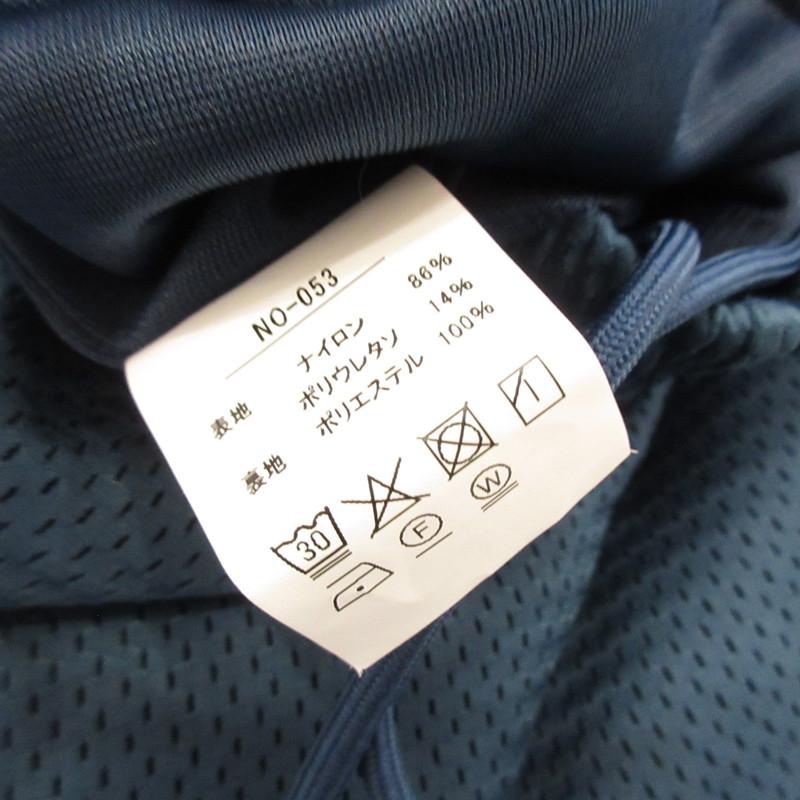 NO-053
表地 ナイロン 86%
ポリウレタン 14%
裏地 ポリエステル 100%
30
F W